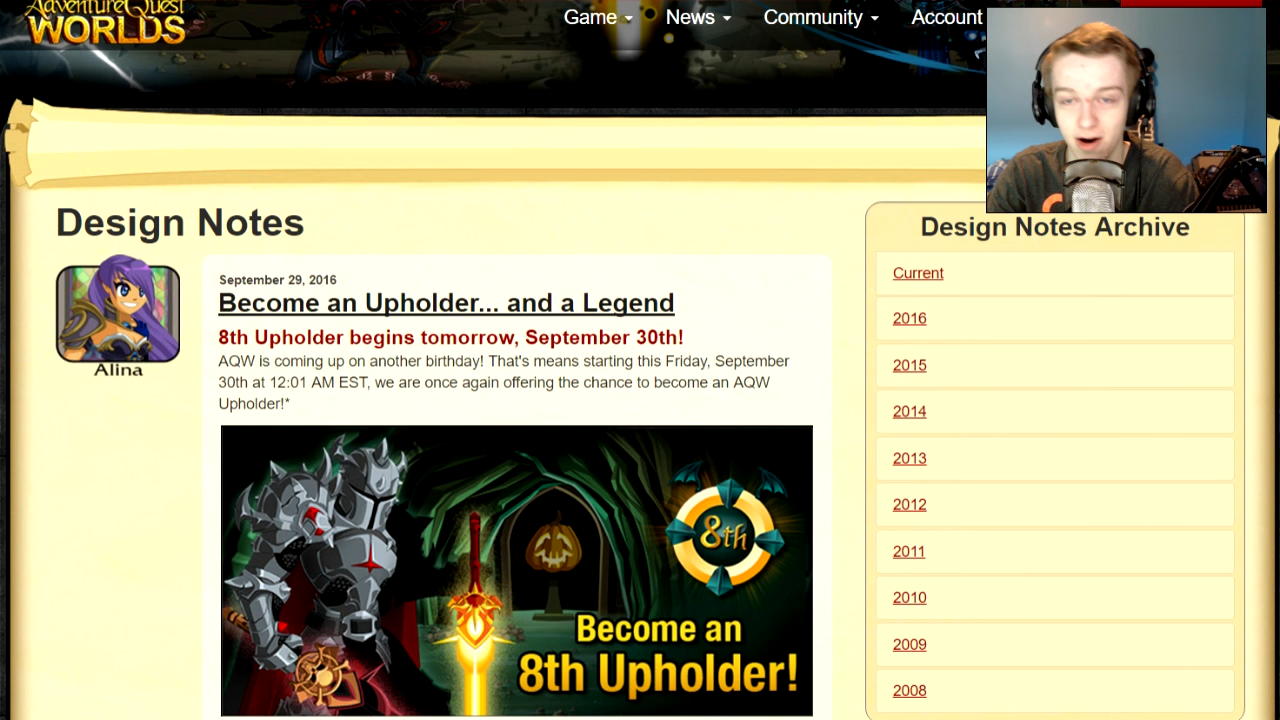 AdventureQuest
WORLDS
Game
News
Community
Account
Design Notes
Alina
September 29, 2016
Become an Upholder... and a Legend
8th Upholder begins tomorrow, September 30th!
AQW is coming up on another birthday! That's means starting this Friday, September
30th at 12:01 AM EST, we are once again offering the chance to become an AQW
Upholder!*
8th
Become an
8th Upholder!
Design Notes Archive
Current
2016
2015
2014
2013
2012
2011
2010
2009
2008